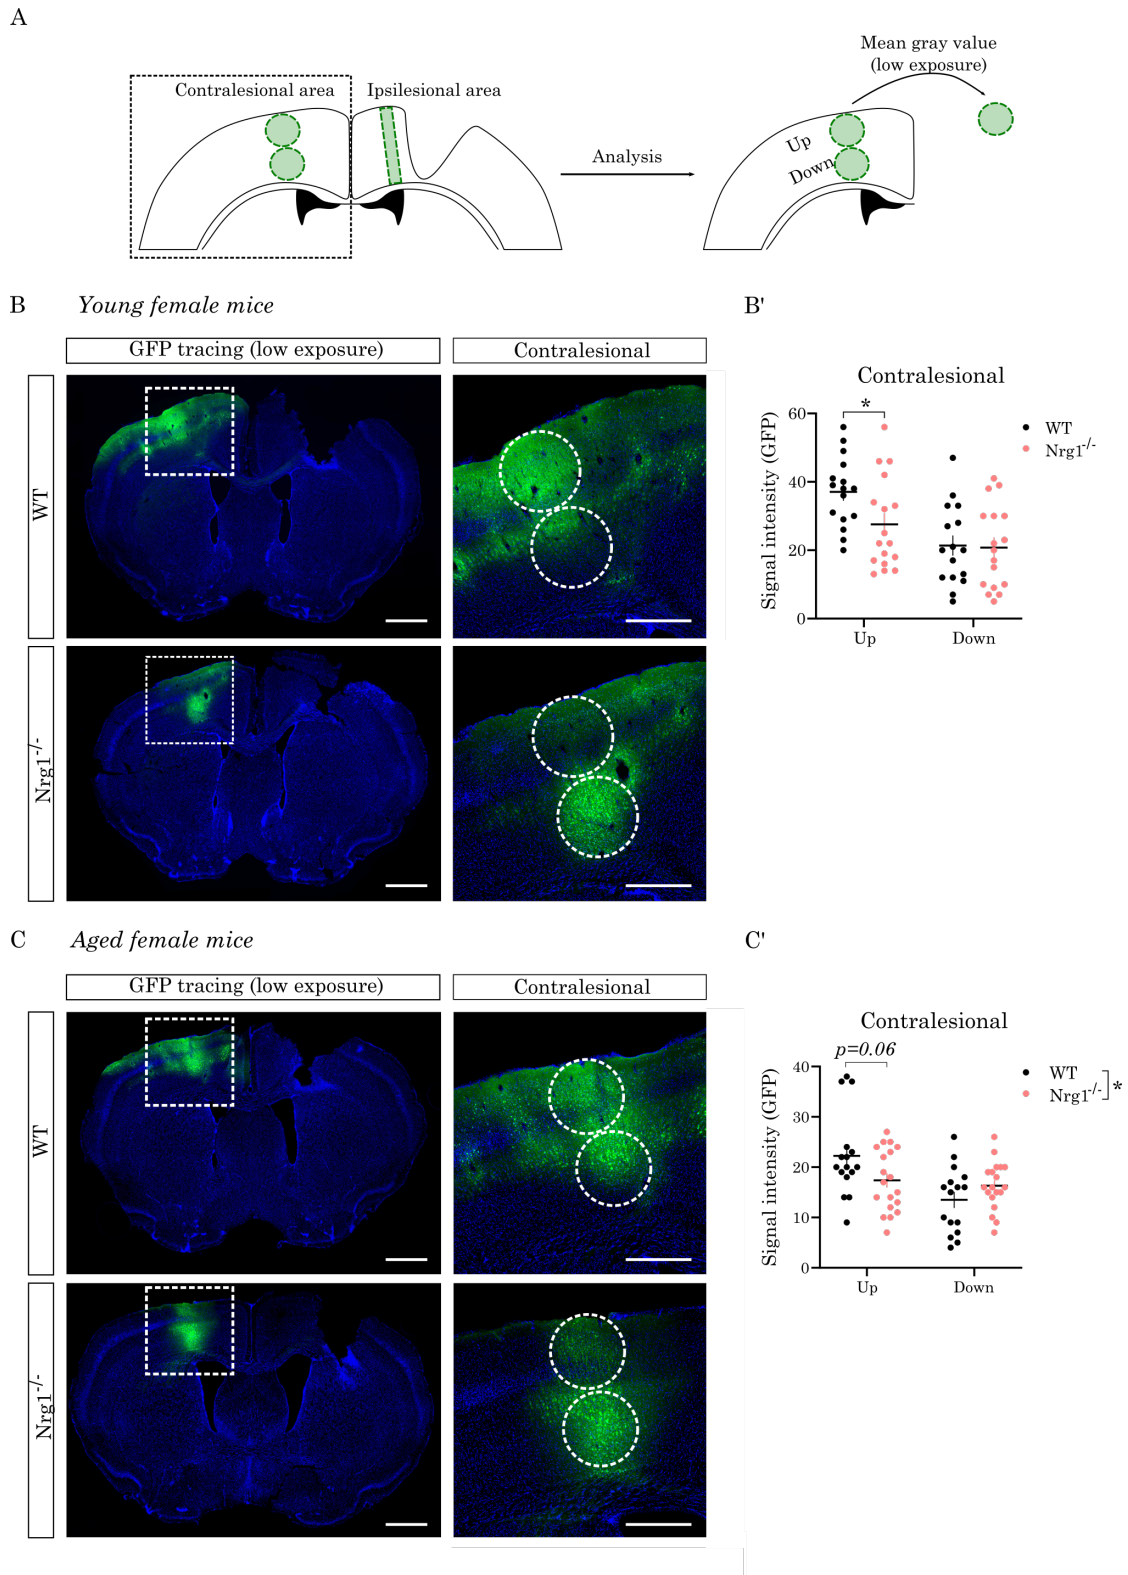 A
Mean gray value
(low exposure)
Contralesional area
Ipsilesional area
Analysis
Up
Down
B
Young female mice
B'
GFP tracing (low exposure)
Contralesional
WT
Nrg1-/-
Contralesional
*
60
40
20
0
Signal intensity (GFP)
Up
Down
WT
Nrg1-/-
C
Aged female mice
C'
GFP tracing (low exposure)
Contralesional
WT
Nrg1-/-
Contralesional
p=0.06
40
30
20
10
0
Signal intensity (GFP)
Up
Down
WT
Nrg1-/-
*